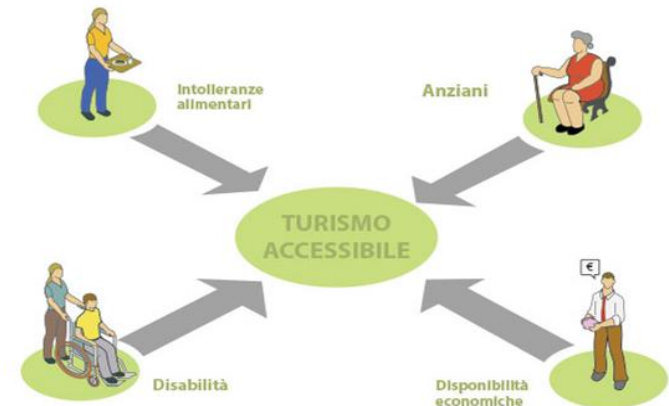 Intolleranze
alimentari
Anziani
TURISMO
ACCESSIBILE
€
Disabilità
Disponibilità
economiche